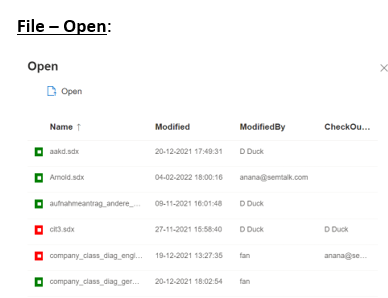 File – Open:
Open
Open
Name ↑ Modified ModifiedBy CheckOu...
aakd.sdx 20-12-2021 17:49:31 D Duck
Arnold.sdx 04-02-2022 18:00:16 anana@semtalk.com
aufnahmeantrag_andere_... 09-11-2021 16:01:48 D Duck
cit3.sdx 27-11-2021 15:58:40 D Duck D Duck
company_class_diag_engl... 19-12-2021 13:27:35 fan anana@se...
company_class_diag_ger... 20-12-2021 18:02:54 fan